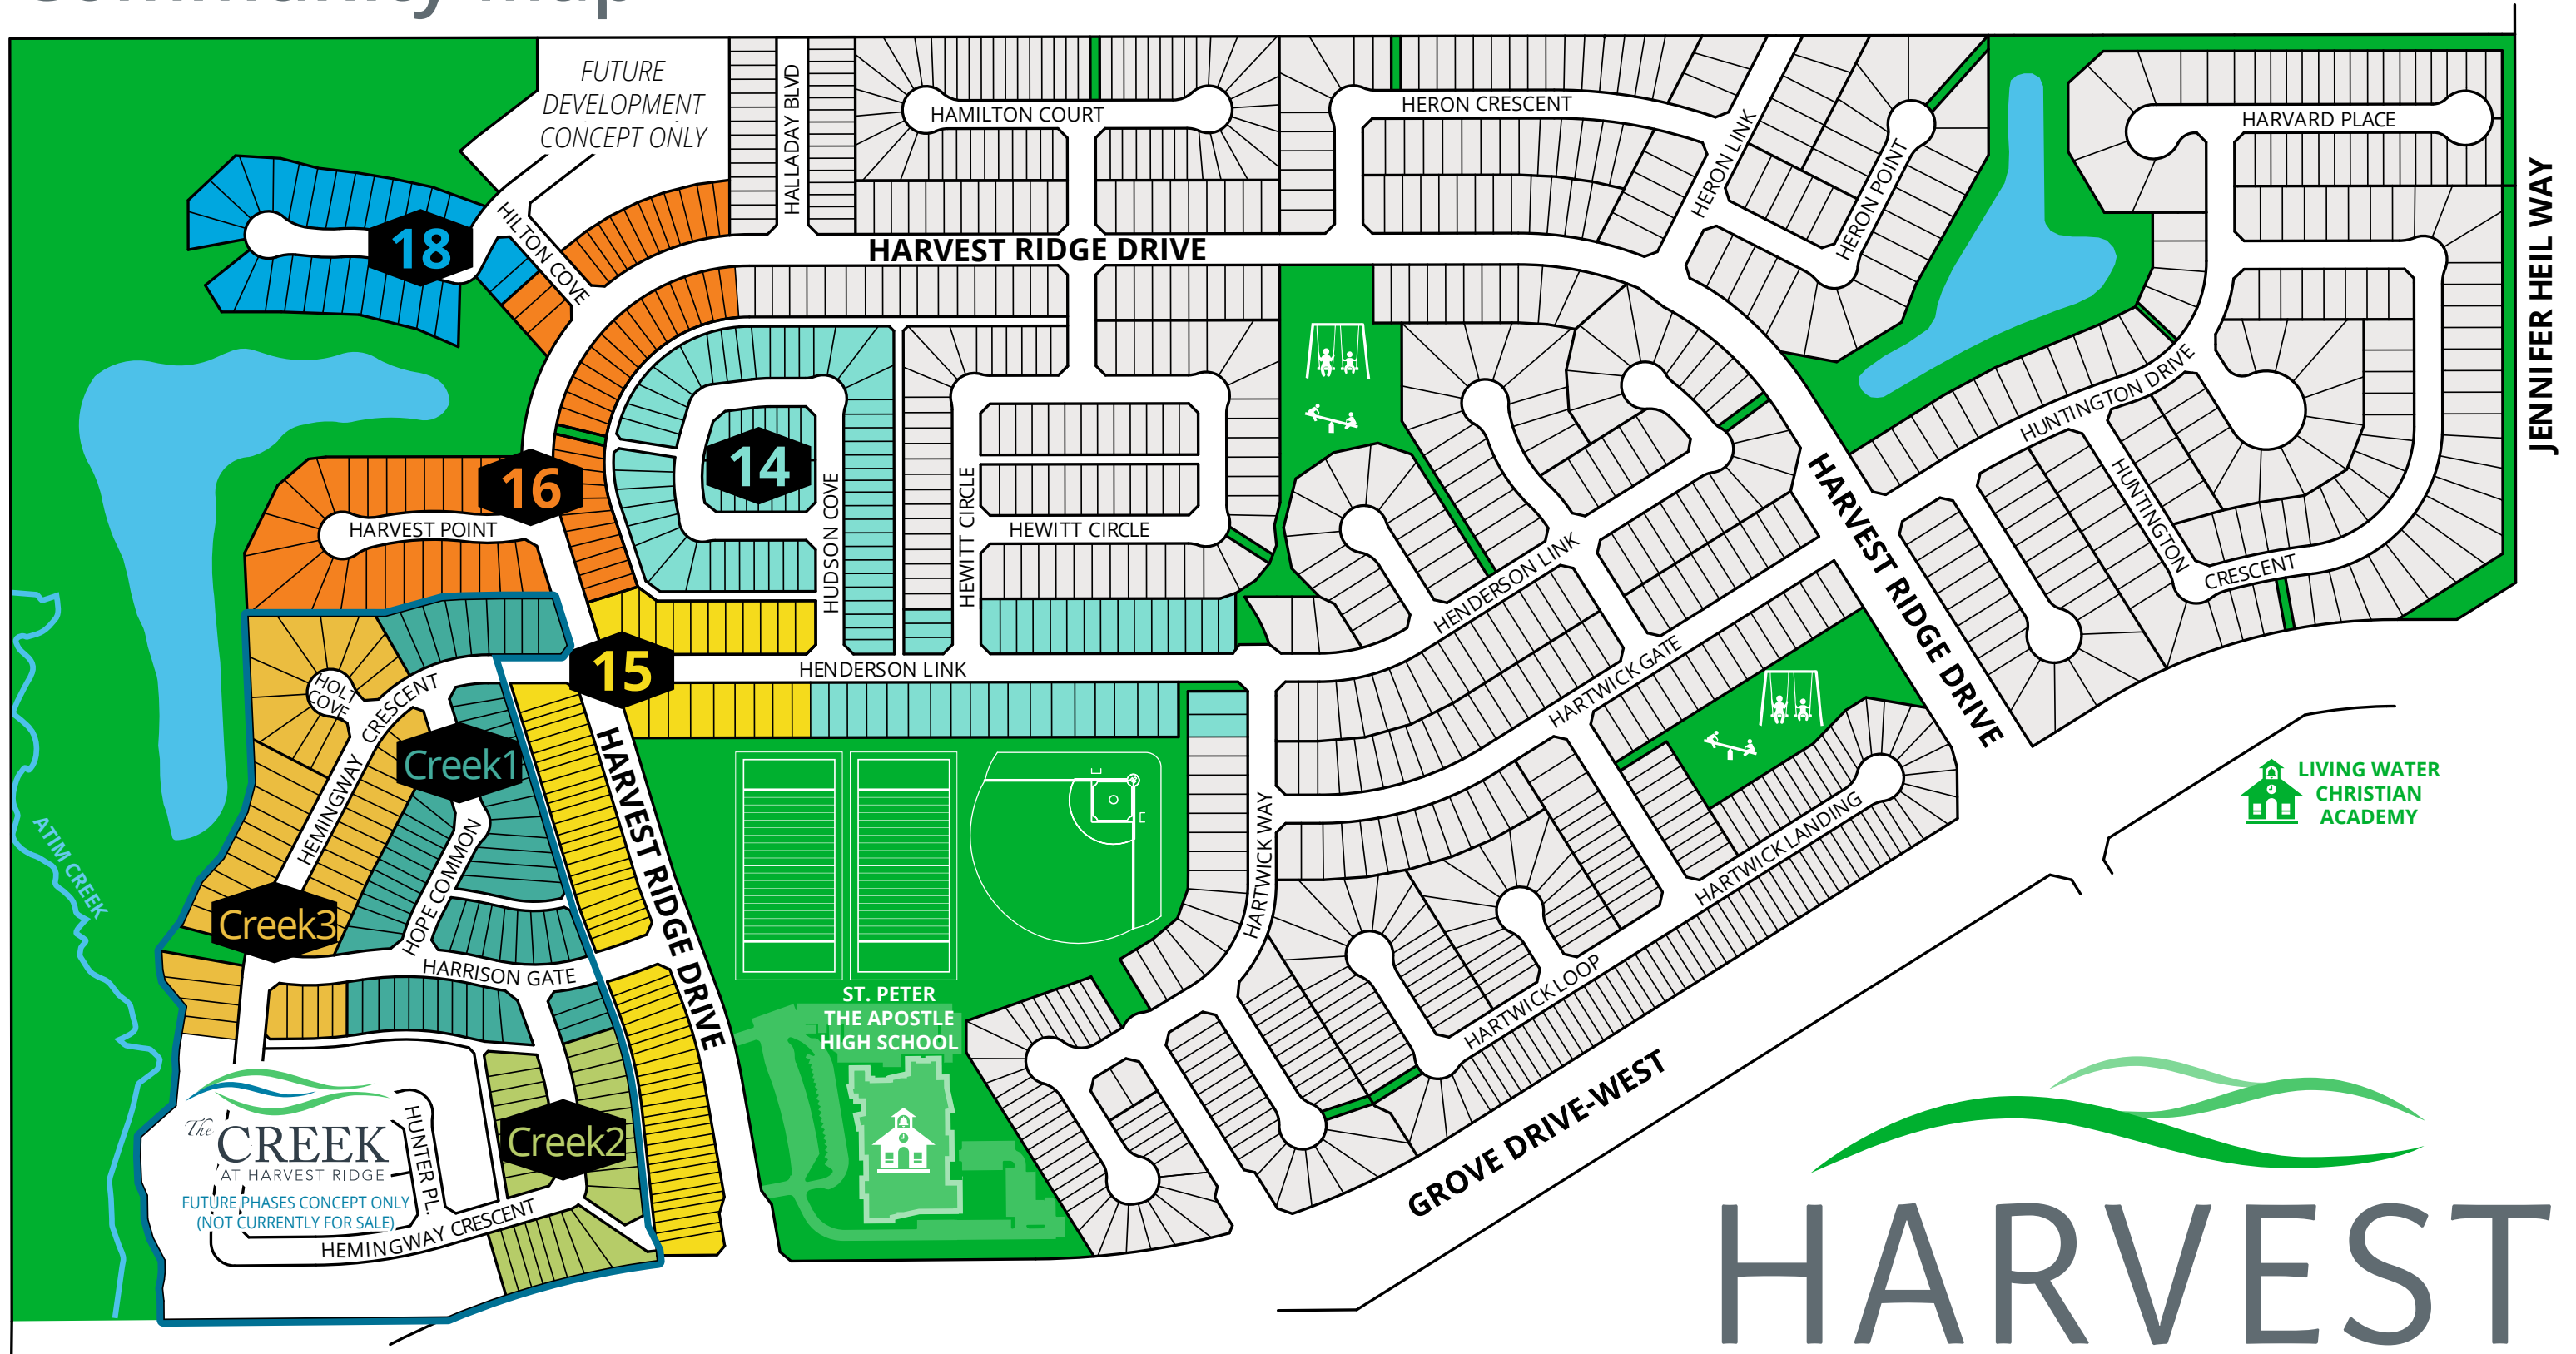 Community Map
FUTURE
DEVELOPMENT
CONCEPT ONLY
HALLADAY BLVD
HAMILTON COURT
HERON CRESCENT
HERON LINK
HERON POINT
HARVARD PLACE
JENNIFER HEIL WAY
18
HILTON COVE
HARVEST RIDGE DRIVE
HUNTINGTON DRIVE
HUNTINGTON
CRESCENT
16
14
HARVEST POINT
HUDSON COVE
HEWITT CIRCLE
HEWITT CIRCLE
HENDERSON LINK
HARVEST RIDGE DRIVE
15
HENDERSON LINK
HARTWICK GATE
HOLT
COVE
HEMINGWAY CRESCENT
Creek1
HARVEST RIDGE DRIVE
HARTWICK WAY
HARTWICK LANDING
LIVING WATER
CHRISTIAN
ACADEMY
ATIM CREEK
HOPE COMMON
Creek3
HARRISON GATE
ST. PETER
THE APOSTLE
HIGH SCHOOL
HARTWICK LOOP
GROVE DRIVE-WEST
The
CREEK
AT HARVEST RIDGE
FUTURE PHASES CONCEPT ONLY
(NOT CURRENTLY FOR SALE)
HUNTER PL.
Creek2
HEMINGWAY CRESCENT
HARVEST